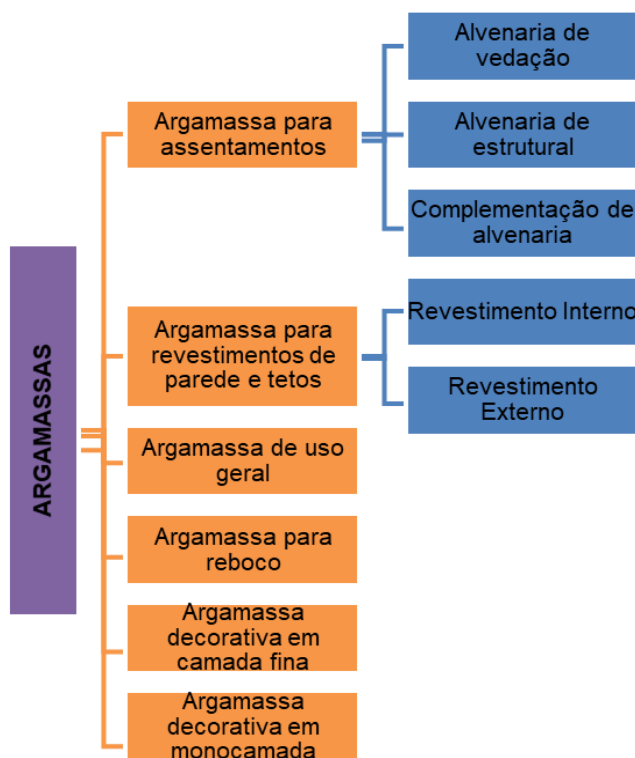 ARGAMASSAS
Argamassa para
assentamentos
Alvenaria de
vedação
Alvenaria de
estrutural
Complementação de
alvenaria
Argamassa para
revestimentos de
parede e tetos
Revestimento Interno
Revestimento
Externo
Argamassa de uso
geral
Argamassa para
reboco
Argamassa
decorativa em
camada fina
Argamassa
decorativa em
monocamada